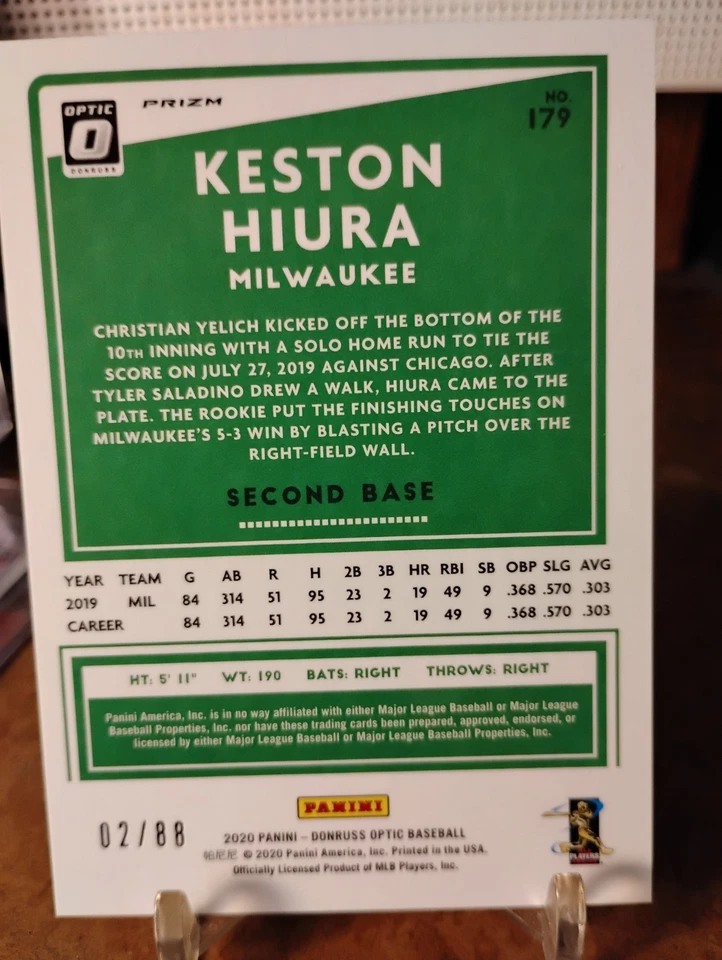 OPTIC
O
DONRUSS
PRIZM
NO.
179
KESTON
HIURA
MILWAUKEE
CHRISTIAN YELICH KICKED OFF THE BOTTOM OF THE
10TH INNING WITH A SOLO HOME RUN TO TIE THE
SCORE ON JULY 27, 2019 AGAINST CHICAGO. AFTER
TYLER SALADINO DREW A WALK, HIURA CAME TO THE
PLATE. THE ROOKIE PUT THE FINISHING TOUCHES ON
MILWAUKEE'S 5-3 WIN BY BLASTING A PITCH OVER THE
RIGHT-FIELD WALL.
SECOND BASE
YEAR TEAM G AB R H 2B 3B HR RBI SB OBP SLG AVG
2019 MIL 84 314 51 95 23 2 19 49 9 .368 .570 .303
CAREER 84 314 51 95 23 2 19 49 9 .368 .570 .303
HT: 5' 11" WT: 190 BATS: RIGHT THROWS: RIGHT
Panini America, Inc. is in no way affiliated with either Major League Baseball or Major League
Baseball Properties, Inc. nor have these trading cards been prepared, approved, endorsed, or
licensed by either Major League Baseball or Major League Baseball Properties, Inc.
PANINI
02/88
2020 PANINI – DONRUSS OPTIC BASEBALL
帕尼尼 © 2020 Panini America, Inc. Printed in the USA.
Officially Licensed Product of MLB Players, Inc.
PLAYERS